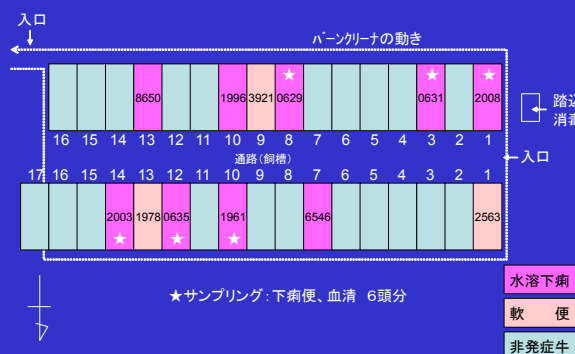 入口
バーンクリーナの動き
8650 1996 3921 0629 0631 2008
16 15 14 13 12 11 10 9 8 7 6 5 4 3 2 1
踏込
消毒
通路(飼槽)
入口
17 16 15 14 13 12 11 10 9 8 7 6 5 4 3 2 1
2003 1978 0635 1961 6546 2563
★サンプリング:下痢便、血清 6頭分
水溶下痢
軟 便
非発症牛